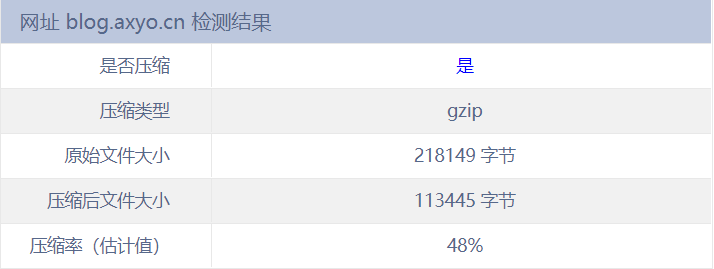 网址 blog.axyo.cn 检测结果
是否压缩 是
压缩类型 gzip
原始文件大小 218149 字节
压缩后文件大小 113445 字节
压缩率（估计值） 48%